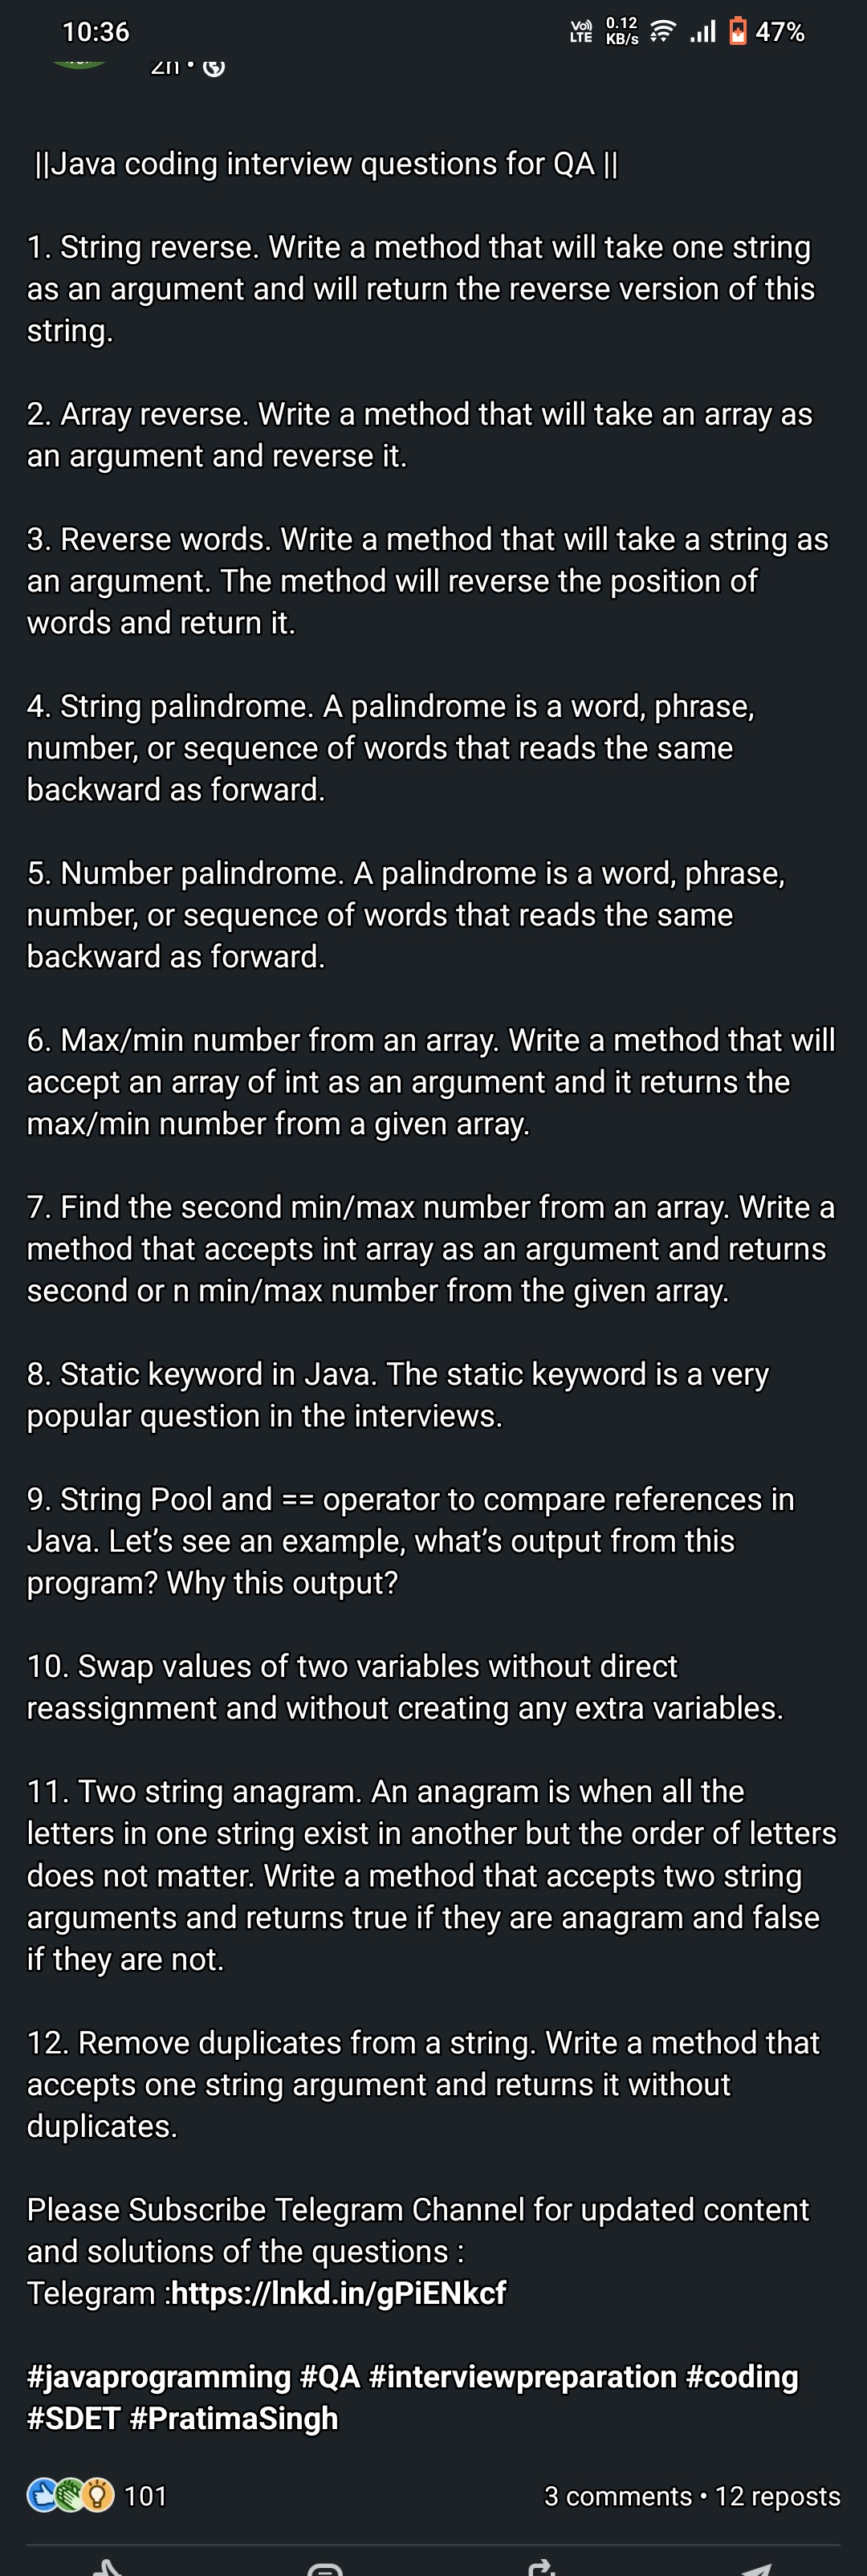 10:36
Vo) LTE 0.12 KB/s 47%
2h •
||Java coding interview questions for QA ||
1. String reverse. Write a method that will take one string
as an argument and will return the reverse version of this
string.
2. Array reverse. Write a method that will take an array as
an argument and reverse it.
3. Reverse words. Write a method that will take a string as
an argument. The method will reverse the position of
words and return it.
4. String palindrome. A palindrome is a word, phrase,
number, or sequence of words that reads the same
backward as forward.
5. Number palindrome. A palindrome is a word, phrase,
number, or sequence of words that reads the same
backward as forward.
6. Max/min number from an array. Write a method that will
accept an array of int as an argument and it returns the
max/min number from a given array.
7. Find the second min/max number from an array. Write a
method that accepts int array as an argument and returns
second or n min/max number from the given array.
8. Static keyword in Java. The static keyword is a very
popular question in the interviews.
9. String Pool and == operator to compare references in
Java. Let’s see an example, what’s output from this
program? Why this output?
10. Swap values of two variables without direct
reassignment and without creating any extra variables.
11. Two string anagram. An anagram is when all the
letters in one string exist in another but the order of letters
does not matter. Write a method that accepts two string
arguments and returns true if they are anagram and false
if they are not.
12. Remove duplicates from a string. Write a method that
accepts one string argument and returns it without
duplicates.
Please Subscribe Telegram Channel for updated content
and solutions of the questions :
Telegram :https://lnkd.in/gPiENkcf
#javaprogramming #QA #interviewpreparation #coding
#SDET #PratimaSingh
101 3 comments • 12 reposts